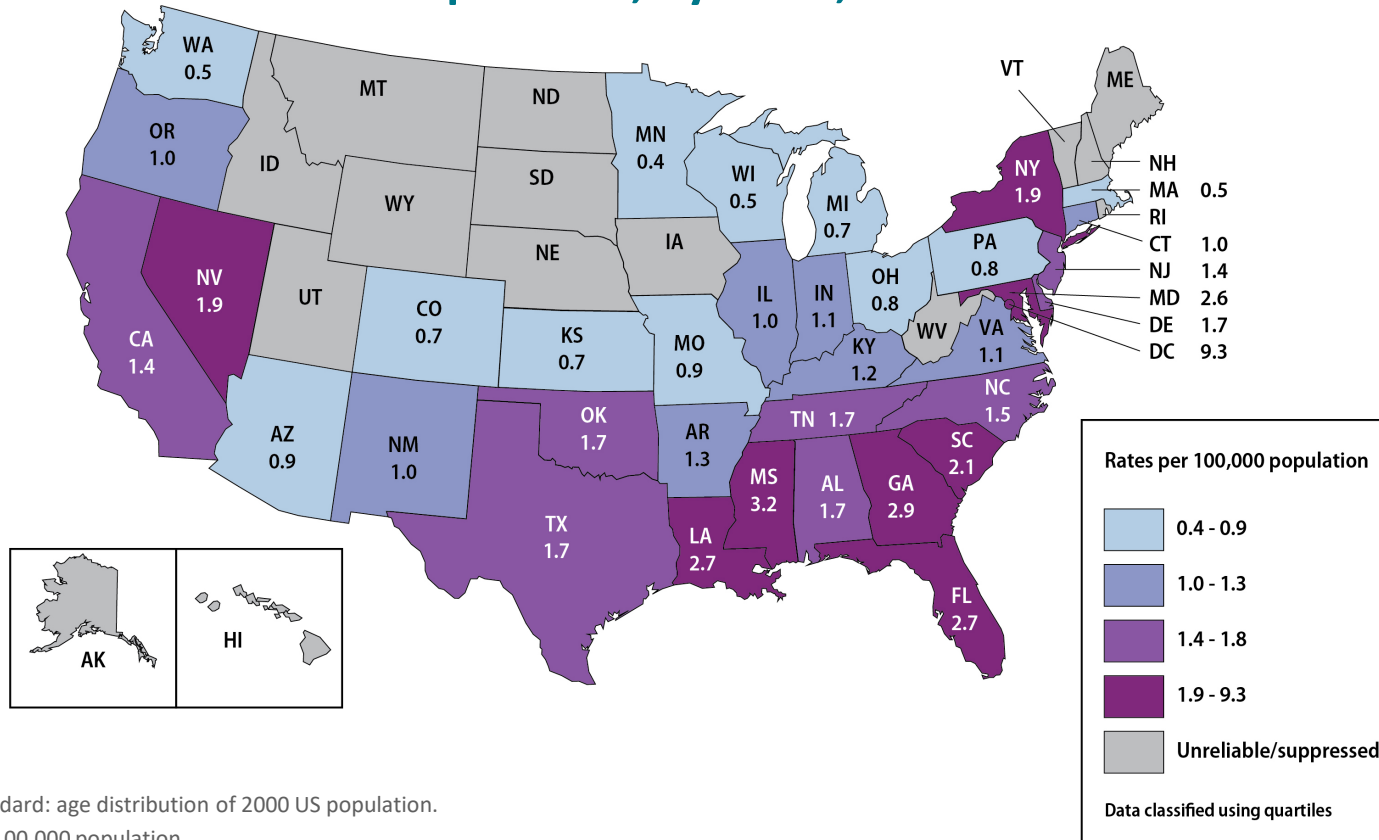 WA
0.5
MT
ND
MN
0.4
OR
1.0
ID
SD
WY
WI
0.5
MI
0.7
VT
ME
NY
1.9
NH
MA 0.5
RI
CT 1.0
NJ 1.4
MD 2.6
DE 1.7
DC 9.3
NV
1.9
UT
NE
IA
CO
0.7
CA
1.4
KS
0.7
MO
0.9
IL
1.0
IN
1.1
OH
0.8
PA
0.8
WV
VA
1.1
KY
1.2
NC
1.5
TN 1.7
AZ
0.9
NM
1.0
OK
1.7
AR
1.3
SC
2.1
MS
3.2
AL
1.7
GA
2.9
TX
1.7
LA
2.7
FL
2.7
AK
HI
Rates per 100,000 population
0.4 - 0.9
1.0 - 1.3
1.4 - 1.8
1.9 - 9.3
Unreliable/suppressed
Data classified using quartiles
dard: age distribution of 2000 US population.
00,000 population